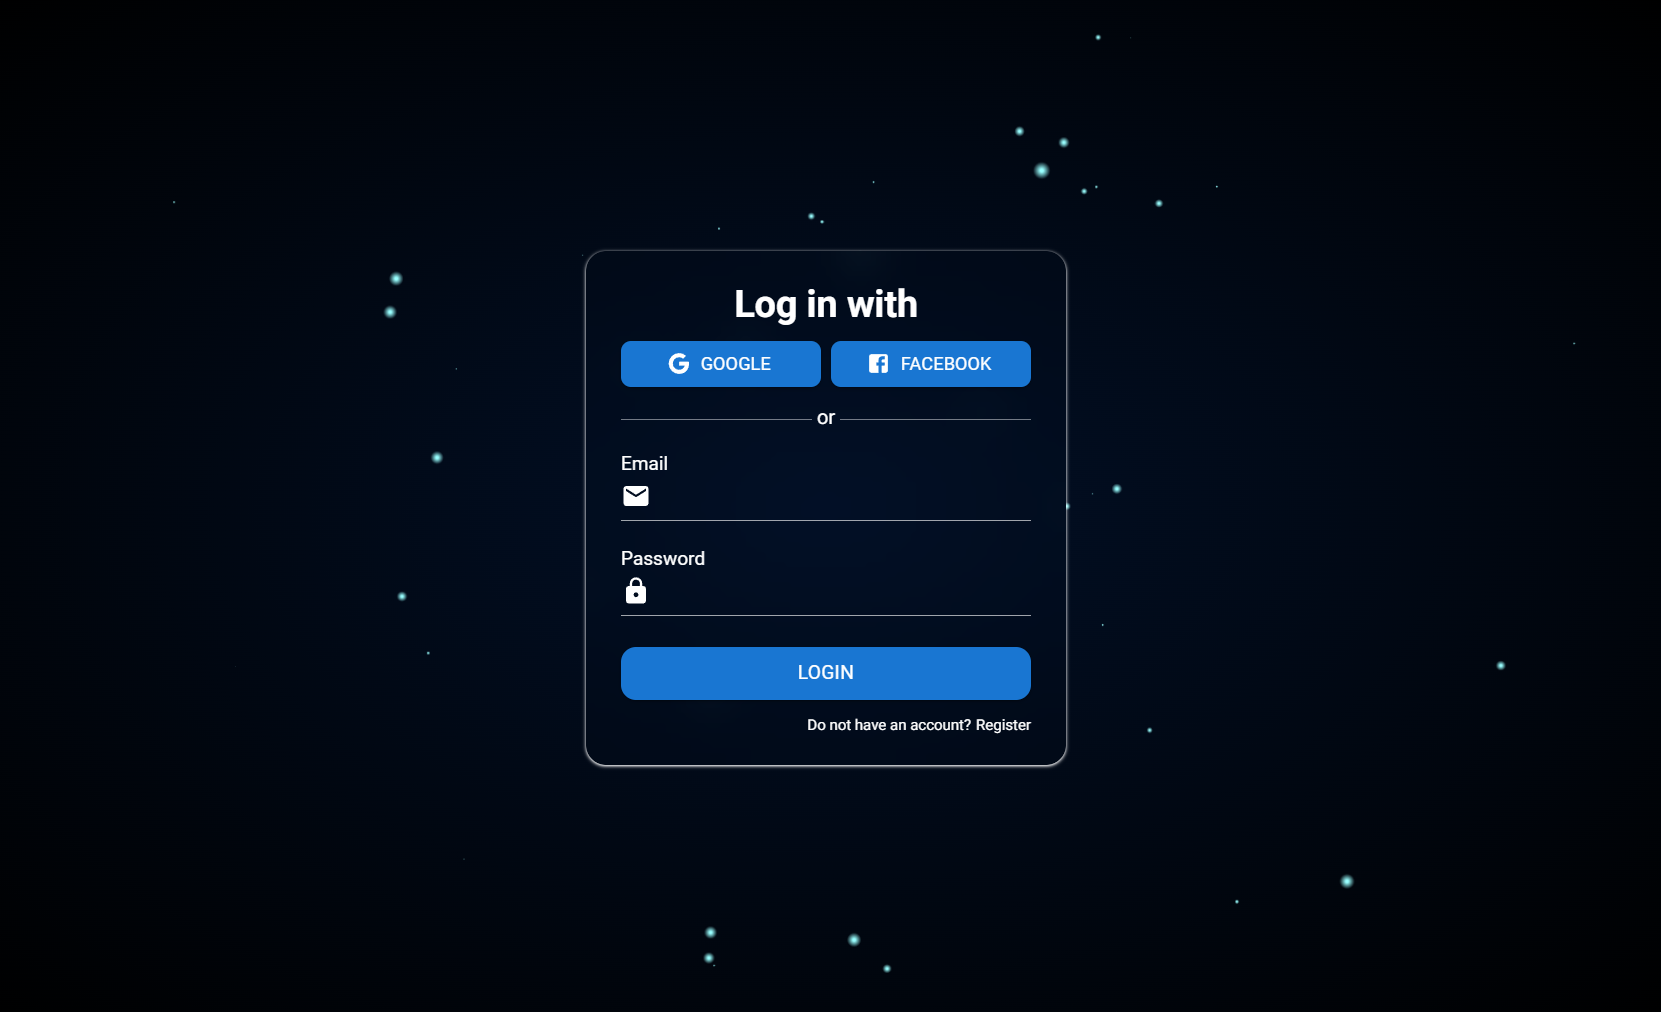 Log in with
GOOGLE FACEBOOK
or
Email
Password
LOGIN
Do not have an account? Register